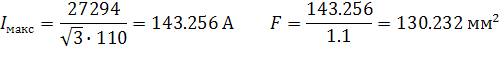 I_макс = 27294 / (√3 · 110) = 143.256 А    F = 143.256 / 1.1 = 130.232 мм²